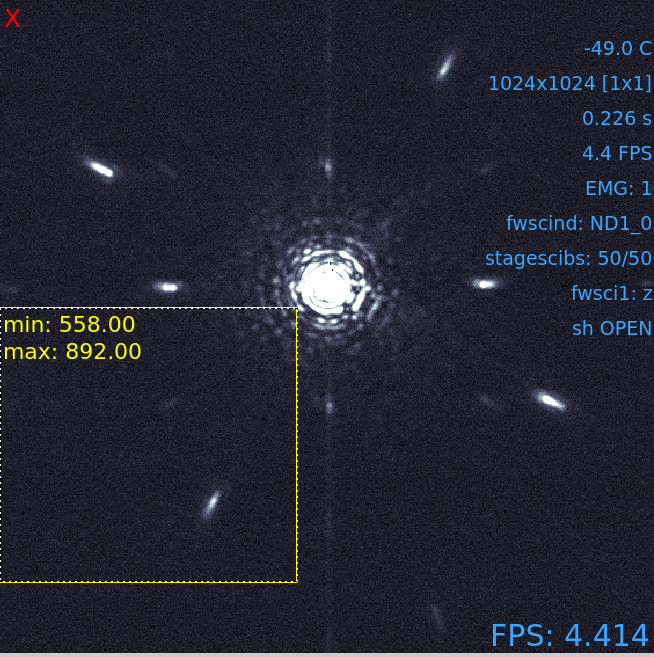 X
-49.0 C
1024x1024 [1x1]
0.226 s
4.4 FPS
EMG: 1
fwscind: ND1_0
stagescibs: 50/50
fwsci1: z
sh OPEN
min: 558.00
max: 892.00
FPS: 4.414